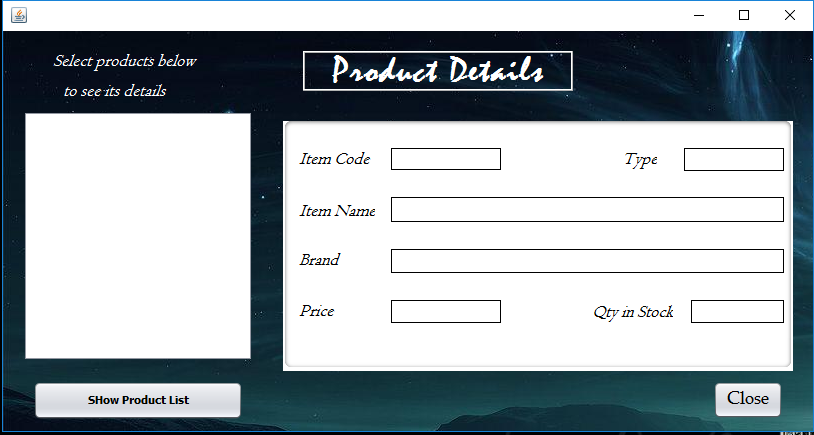 Select products below
to see its details
Product Details
Item Code
Type
Item Name
Brand
Price
Qty in Stock
SHow Product List
Close